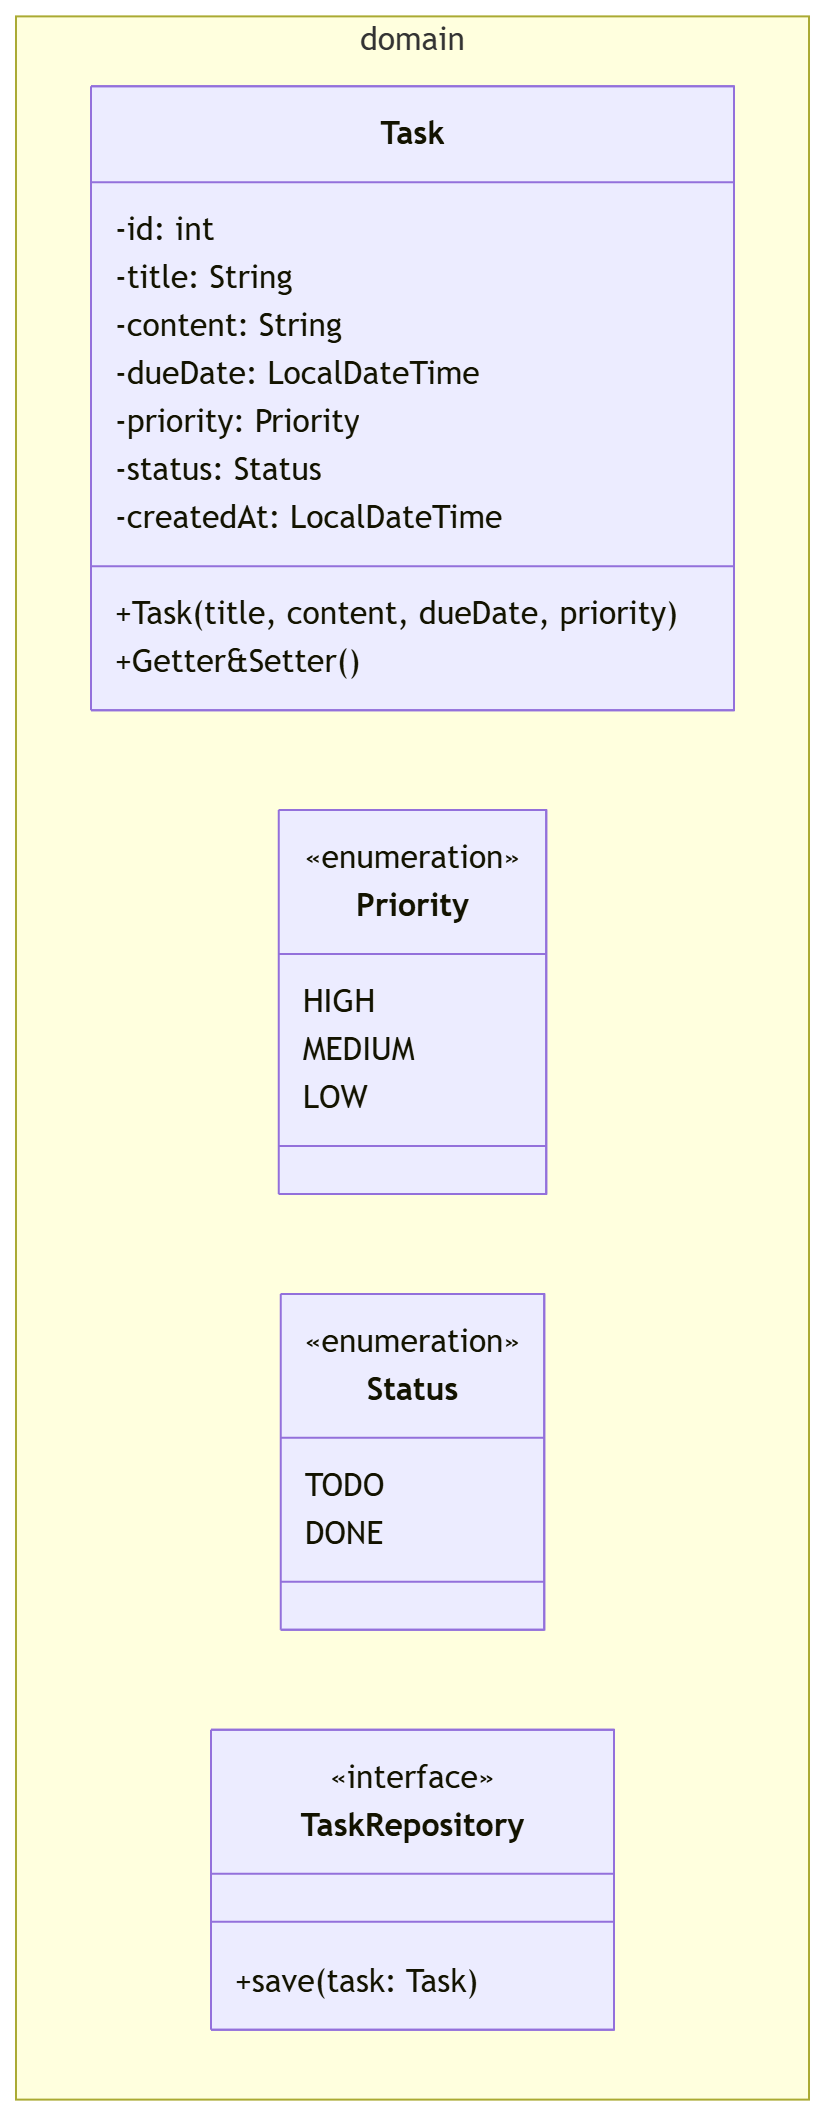 domain
Task
-id: int
-title: String
-content: String
-dueDate: LocalDateTime
-priority: Priority
-status: Status
-createdAt: LocalDateTime
+Task(title, content, dueDate, priority)
+Getter&Setter()
«enumeration»
Priority
HIGH
MEDIUM
LOW
«enumeration»
Status
TODO
DONE
«interface»
TaskRepository
+save(task: Task)